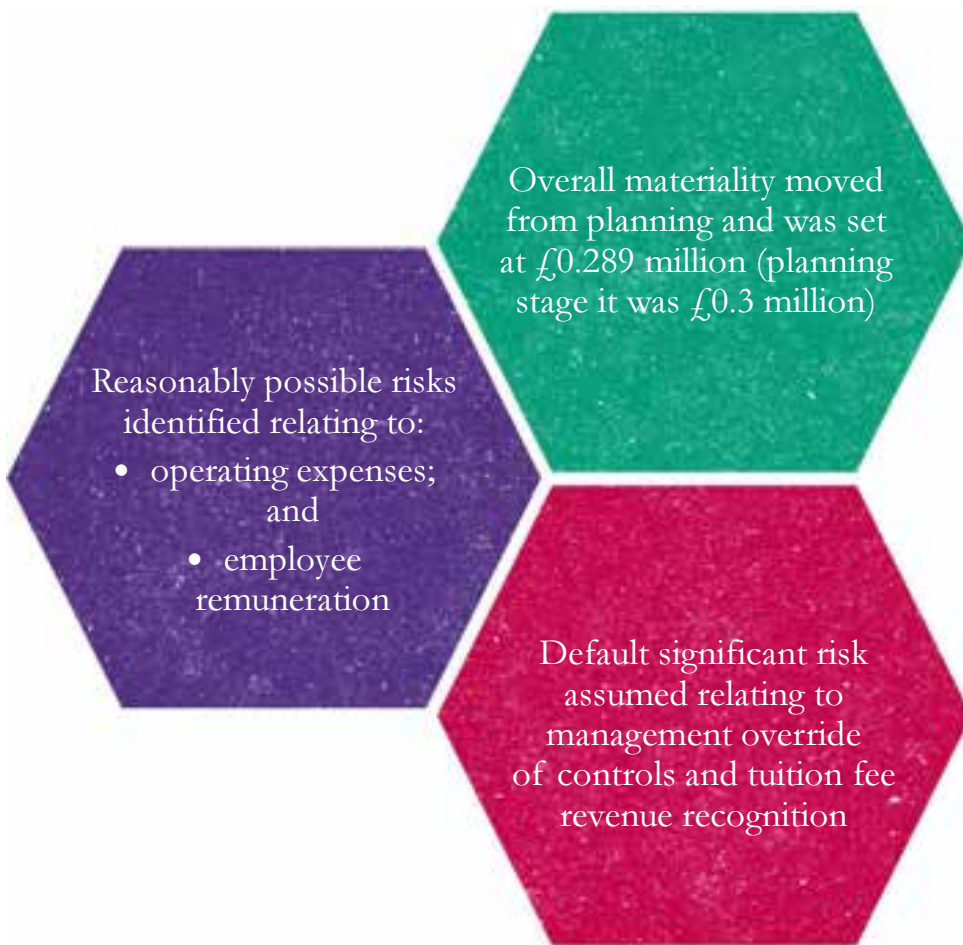 Overall materiality moved
from planning and was set
at £0.289 million (planning
stage it was £0.3 million)
Reasonably possible risks
identified relating to:
• operating expenses;
and
• employee
remuneration
Default significant risk
assumed relating to
management override
of controls and tuition fee
revenue recognition